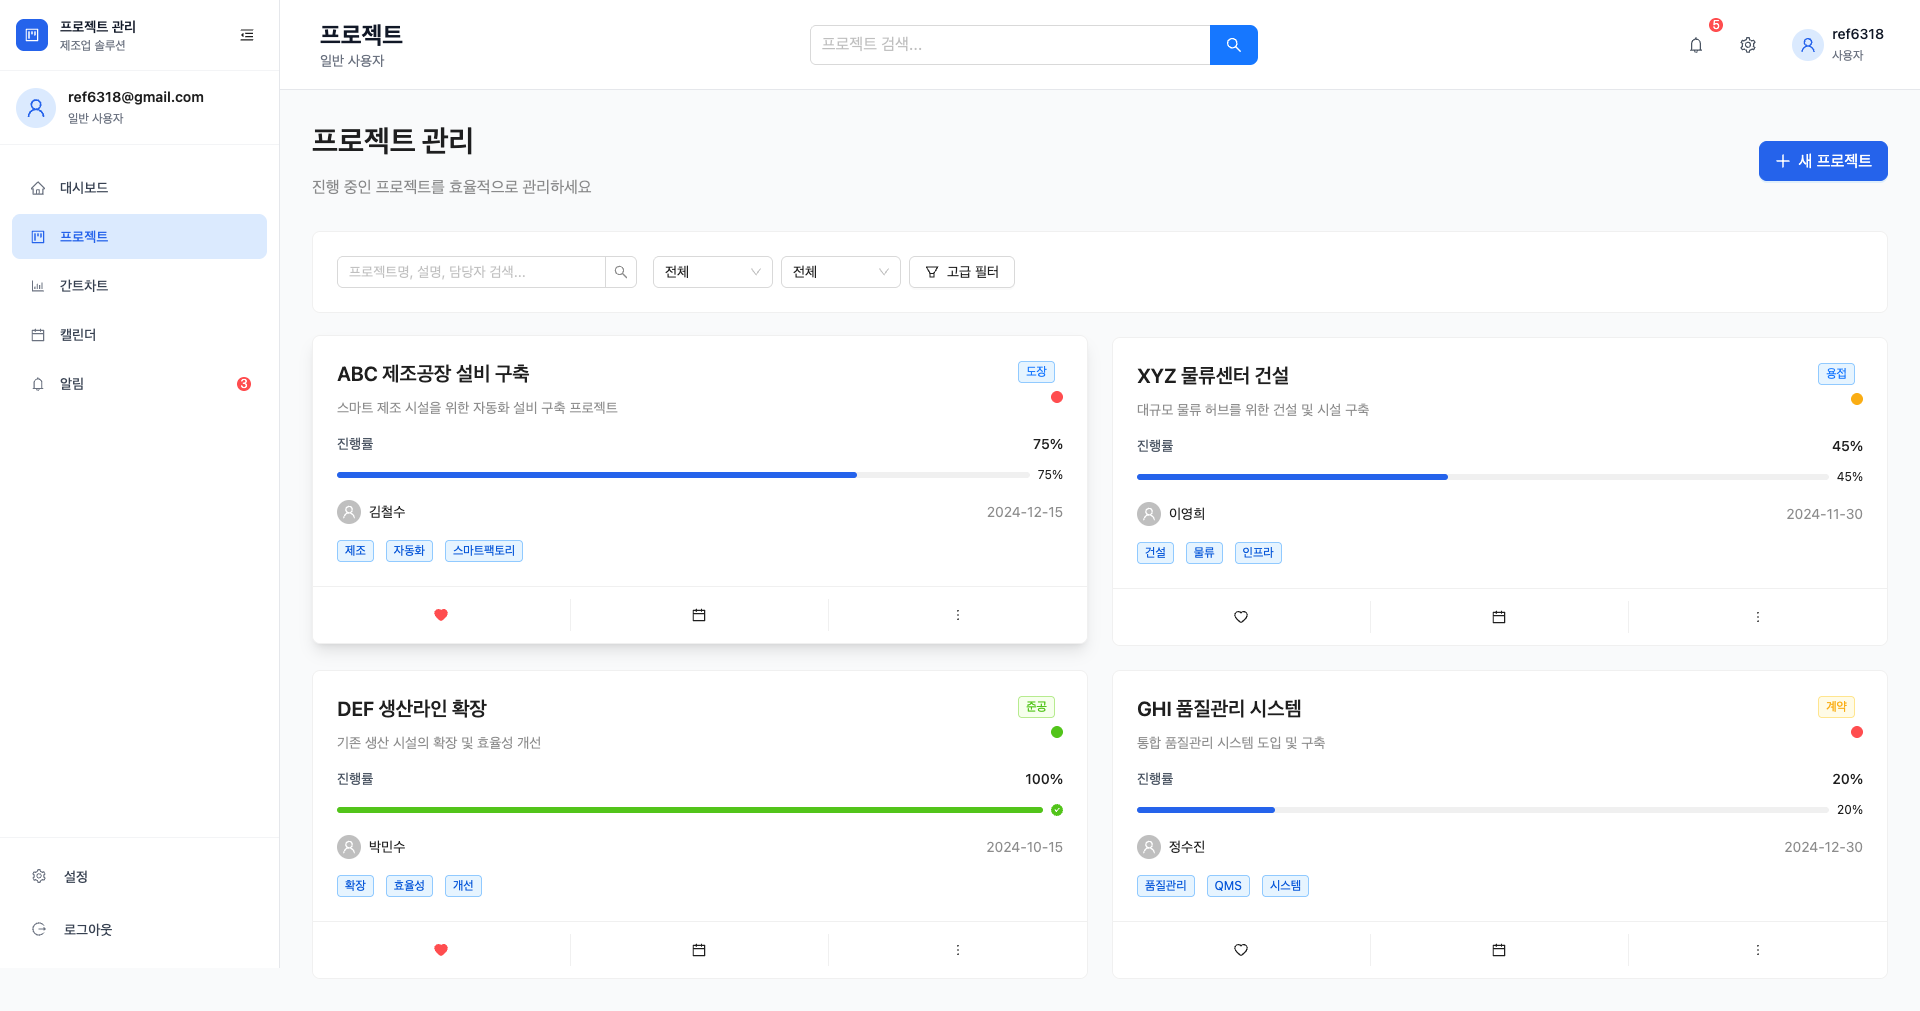 프로젝트 관리
제조업 솔루션
ref6318@gmail.com
일반 사용자
대시보드
프로젝트
간트차트
캘린더
알림
3
설정
로그아웃
프로젝트
일반 사용자
프로젝트 검색...
5
ref6318
사용자
프로젝트 관리
진행 중인 프로젝트를 효율적으로 관리하세요
새 프로젝트
프로젝트명, 설명, 담당자 검색...
전체
전체
고급 필터
ABC 제조공장 설비 구축
도장
스마트 제조 시설을 위한 자동화 설비 구축 프로젝트
진행률
75%
75%
김철수
2024-12-15
제조
자동화
스마트팩토리
XYZ 물류센터 건설
용접
대규모 물류 허브를 위한 건설 및 시설 구축
진행률
45%
45%
이영희
2024-11-30
건설
물류
인프라
DEF 생산라인 확장
준공
기존 생산 시설의 확장 및 효율성 개선
진행률
100%
박민수
2024-10-15
확장
효율성
개선
GHI 품질관리 시스템
계약
통합 품질관리 시스템 도입 및 구축
진행률
20%
20%
정수진
2024-12-30
품질관리
QMS
시스템